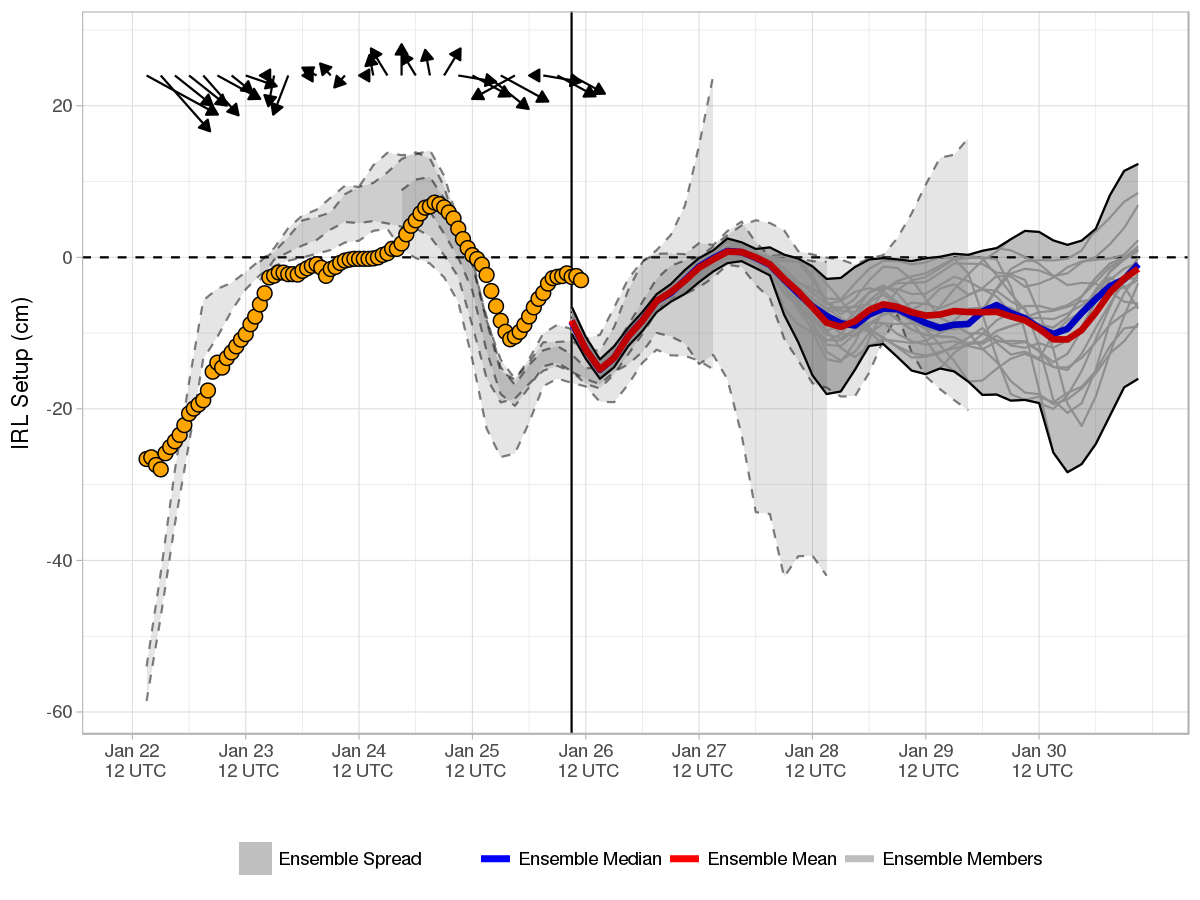 IRL Setup (cm)
20
0
-20
-40
-60
Jan 22 Jan 23 Jan 24 Jan 25 Jan 26 Jan 27 Jan 28 Jan 29 Jan 30
12 UTC 12 UTC 12 UTC 12 UTC 12 UTC 12 UTC 12 UTC 12 UTC 12 UTC
Ensemble Spread Ensemble Median Ensemble Mean Ensemble Members